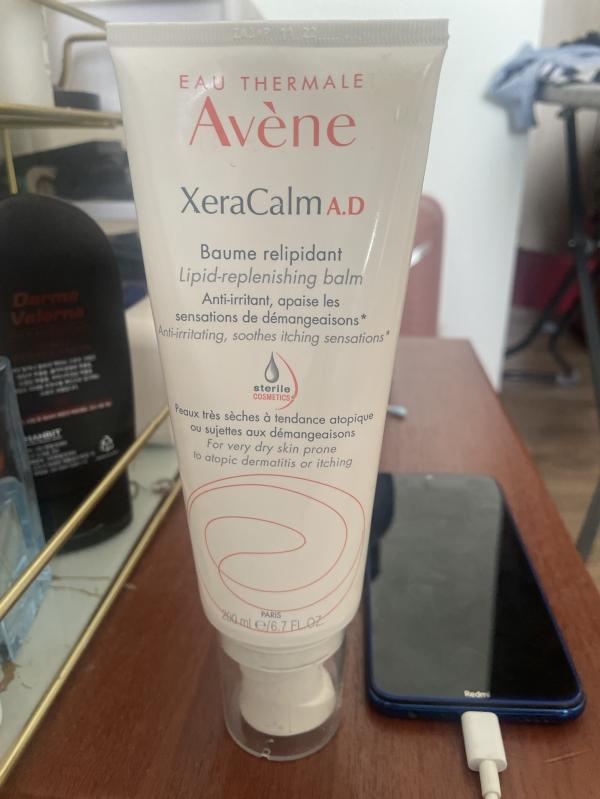 EAU THERMALE
Avène
XeraCalm A.D
Baume relipidant
Lipid-replenishing balm
Anti-irritant, apaise les
sensations de démangeaisons*
Anti-irritating, soothes itching sensations*
sterile
COSMETICS
Peaux très sèches à tendance atopique
ou sujettes aux démangeaisons
For very dry skin prone
to atopic dermatitis or itching
PARIS
200 ml e/6.7 FL.OZ.
Derma
Valerna
HANBIT
Redmi